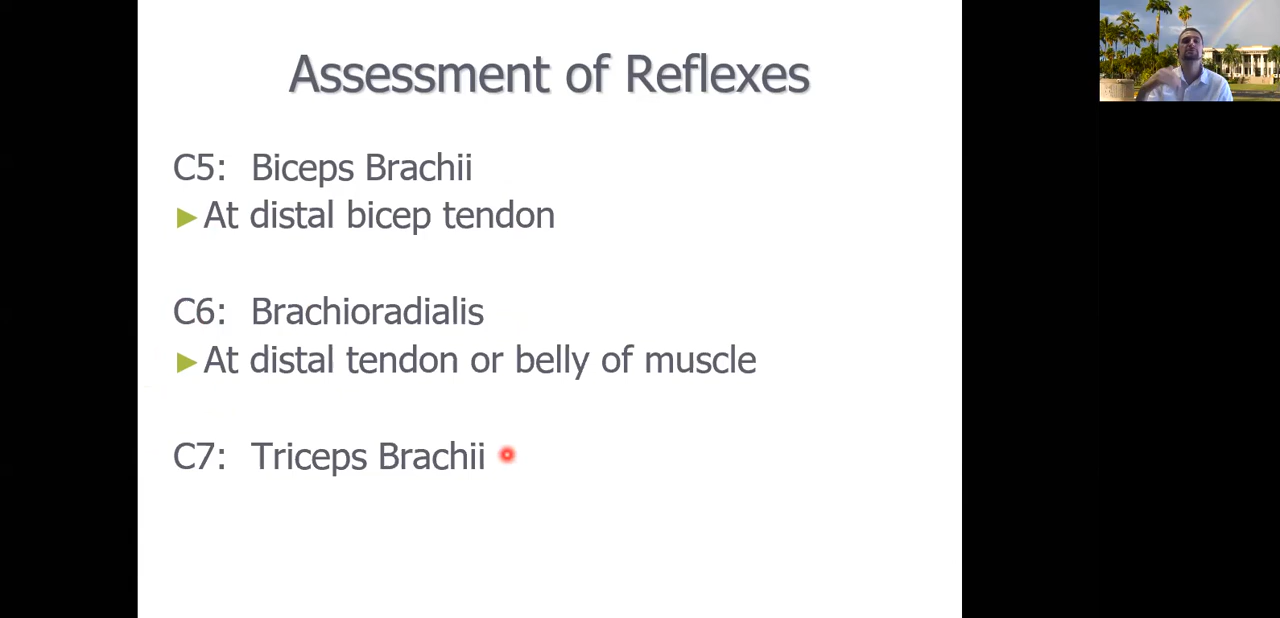 Assessment of Reflexes
C5: Biceps Brachii
►At distal bicep tendon
C6: Brachioradialis
►At distal tendon or belly of muscle
C7: Triceps Brachii